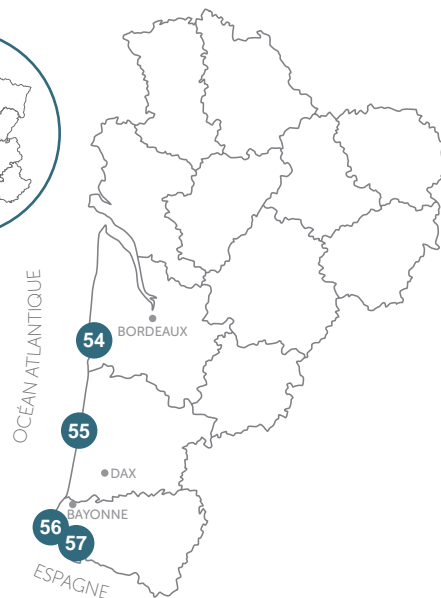 OCÉAN ATLANTIQUE
BORDEAUX
54
55
DAX
BAYONNE
56
57
ESPAGNE